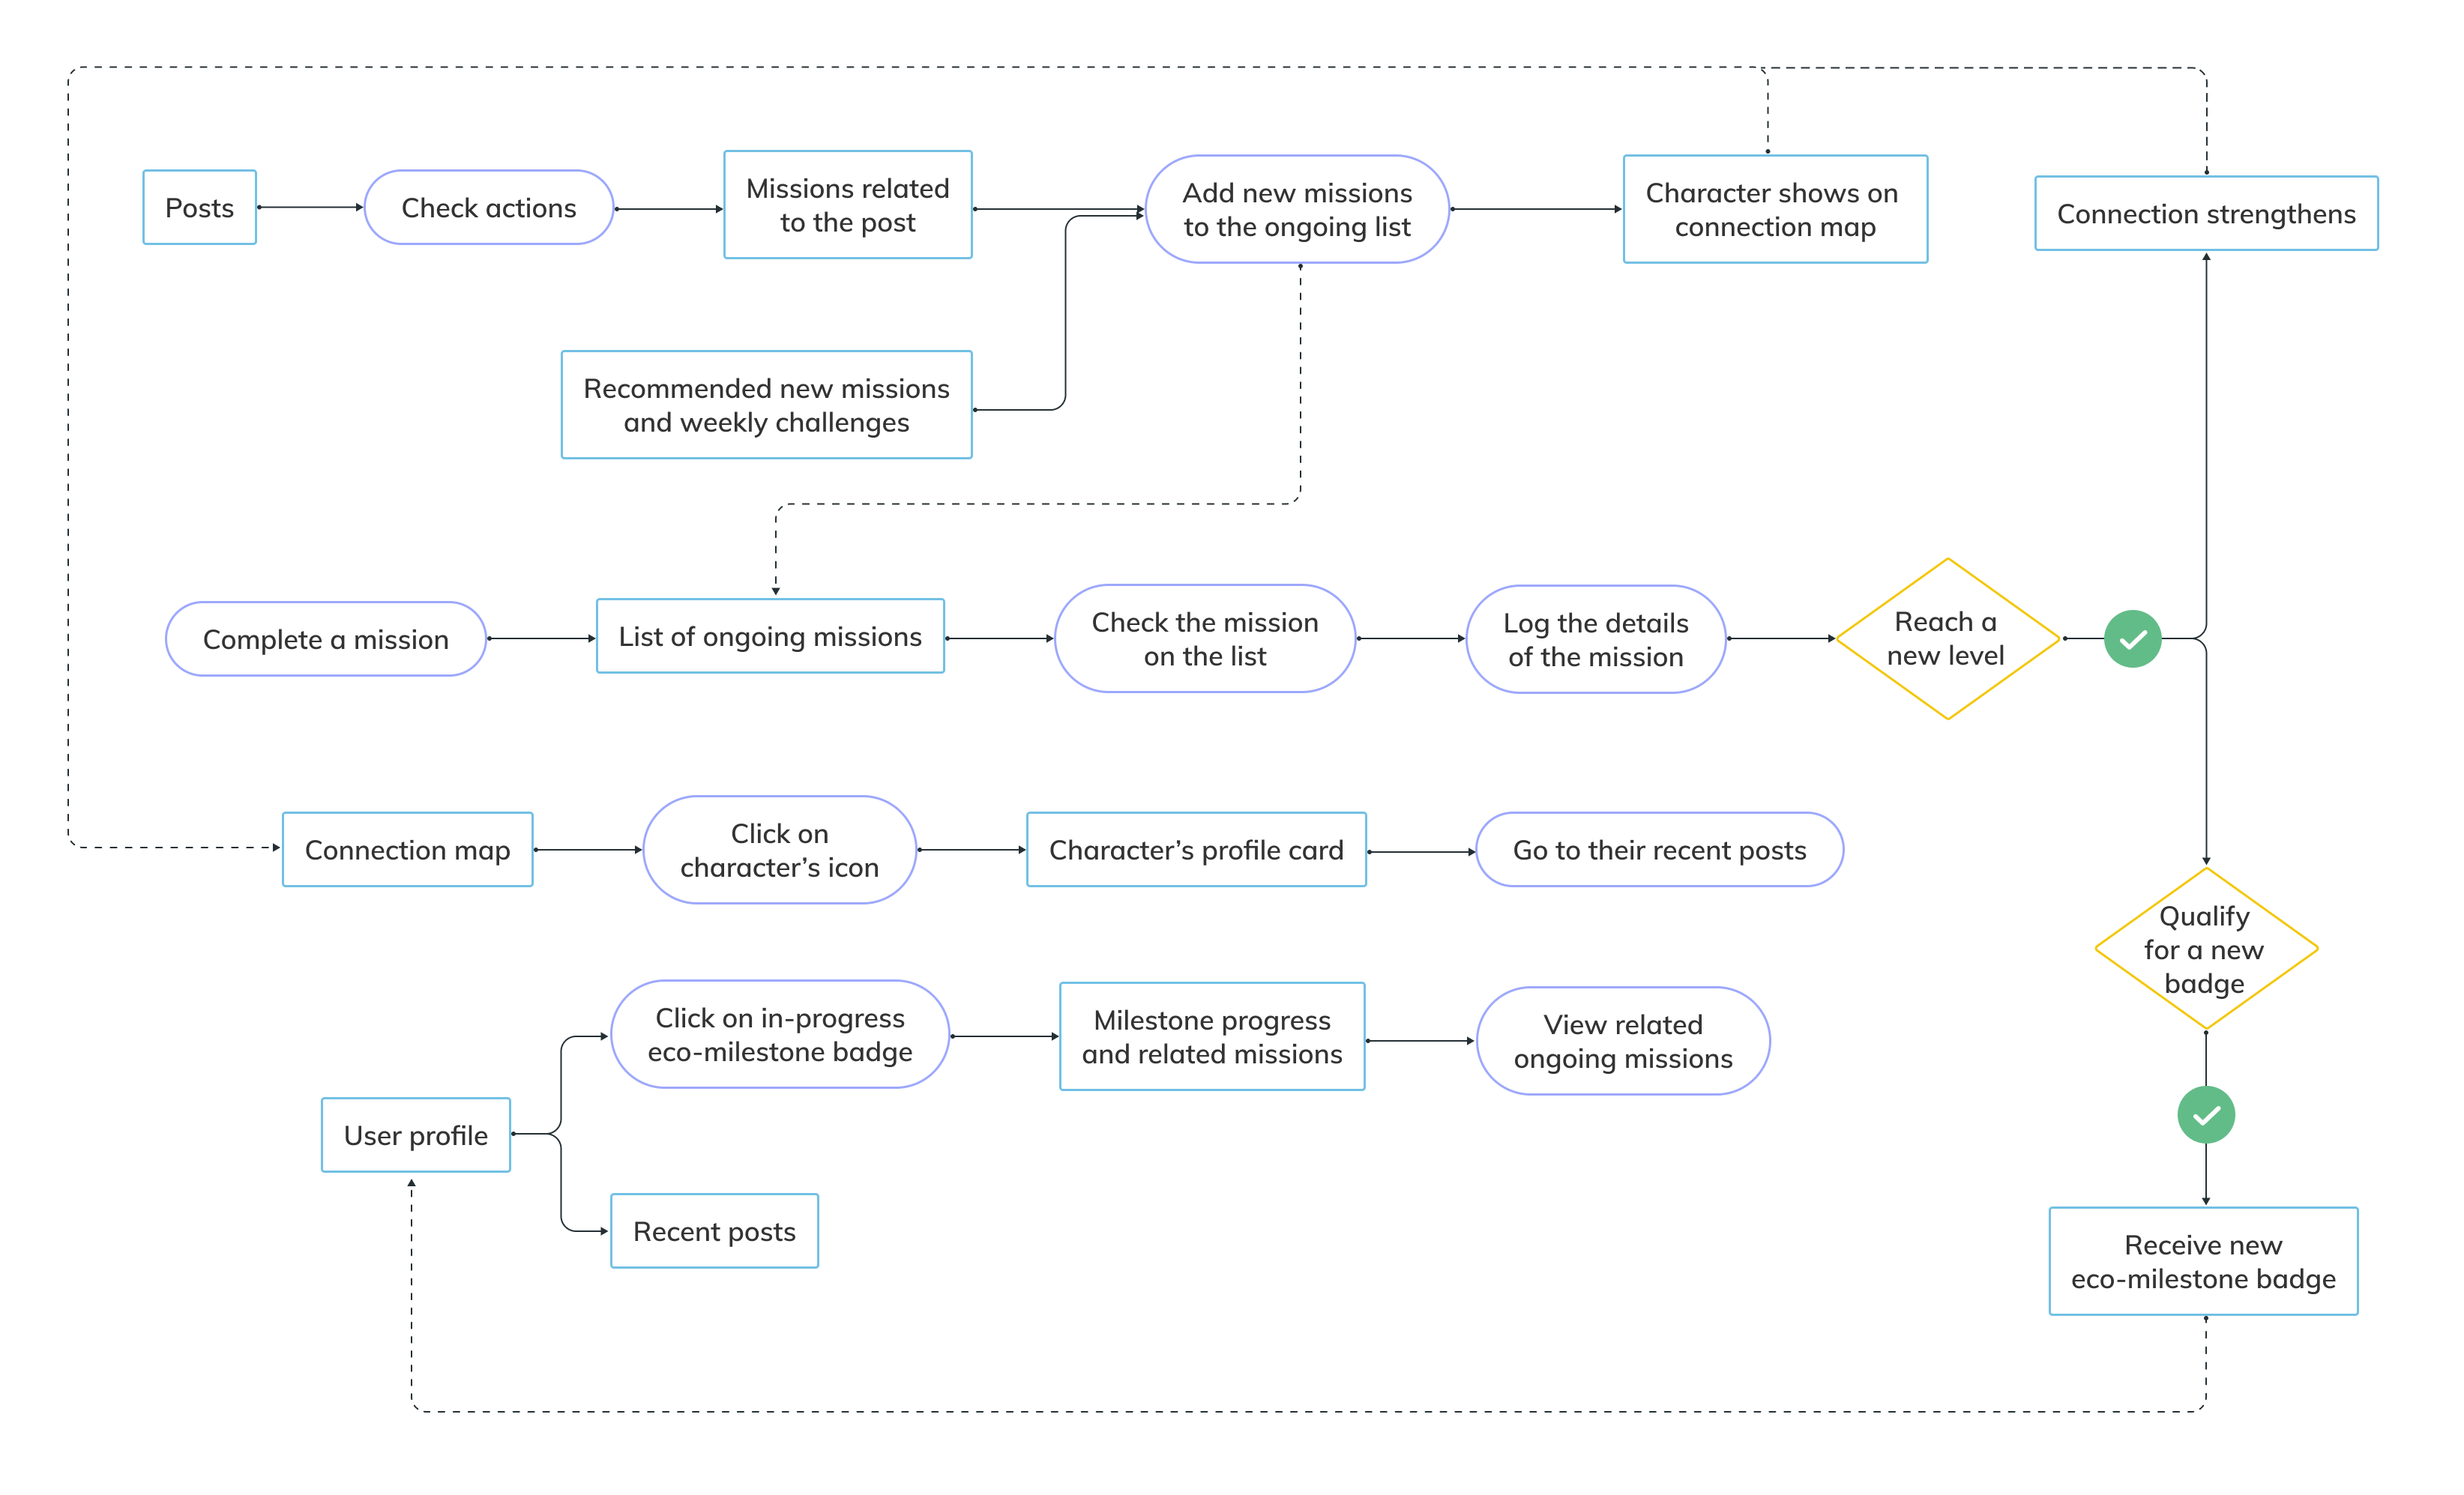 Posts
Check actions
Missions related
to the post
Add new missions
to the ongoing list
Character shows on
connection map
Connection strengthens
Recommended new missions
and weekly challenges
Complete a mission
List of ongoing missions
Check the mission
on the list
Log the details
of the mission
Reach a
new level
Connection map
Click on
character’s icon
Character’s profile card
Go to their recent posts
Qualify
for a new
badge
Click on in-progress
eco-milestone badge
Milestone progress
and related missions
View related
ongoing missions
User profile
Recent posts
Receive new
eco-milestone badge